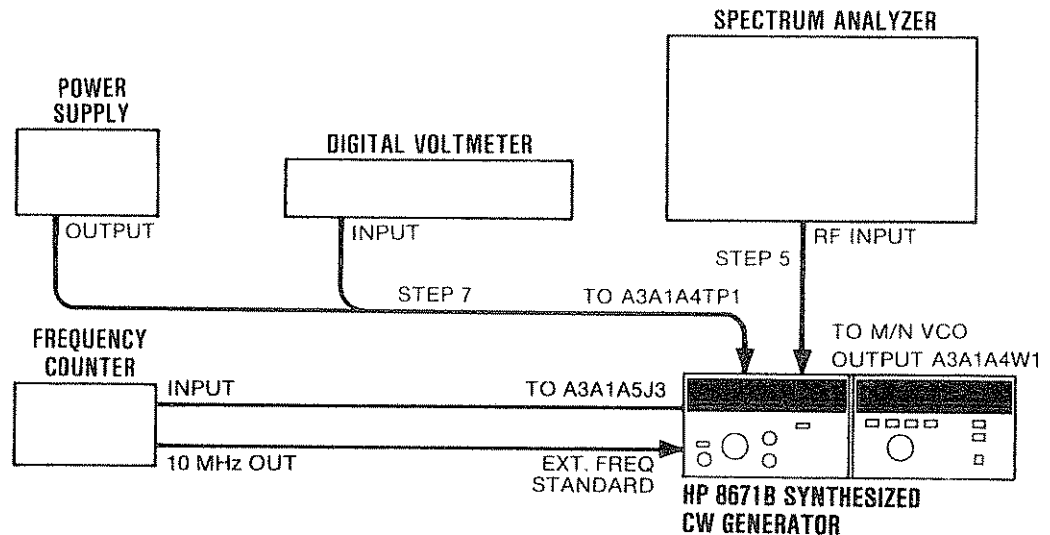 SPECTRUM ANALYZER
POWER
SUPPLY
DIGITAL VOLTMETER
OUTPUT
INPUT
RF INPUT
STEP 5
STEP 7
TO A3A1A4TP1
FREQUENCY
COUNTER
TO M/N VCO
OUTPUT A3A1A4W1
INPUT
TO A3A1A5J3
10 MHz OUT
EXT. FREQ
STANDARD
HP 8671B SYNTHESIZED
CW GENERATOR